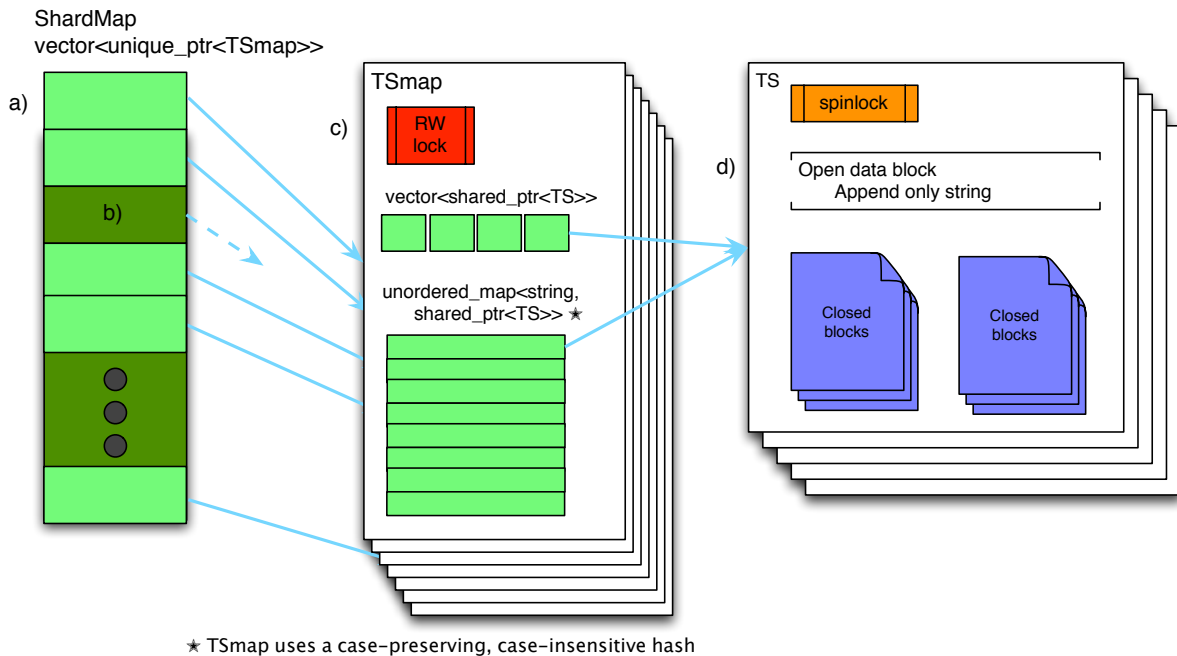 ShardMap
vector<unique_ptr<TSmap>>
a)
b)
c)
TSmap
RW
lock
vector<shared_ptr<TS>>
unordered_map<string,
shared_ptr<TS>> ✭
d)
TS
spinlock
Open data block
Append only string
Closed
blocks
Closed
blocks
✭ TSmap uses a case-preserving, case-insensitive hash